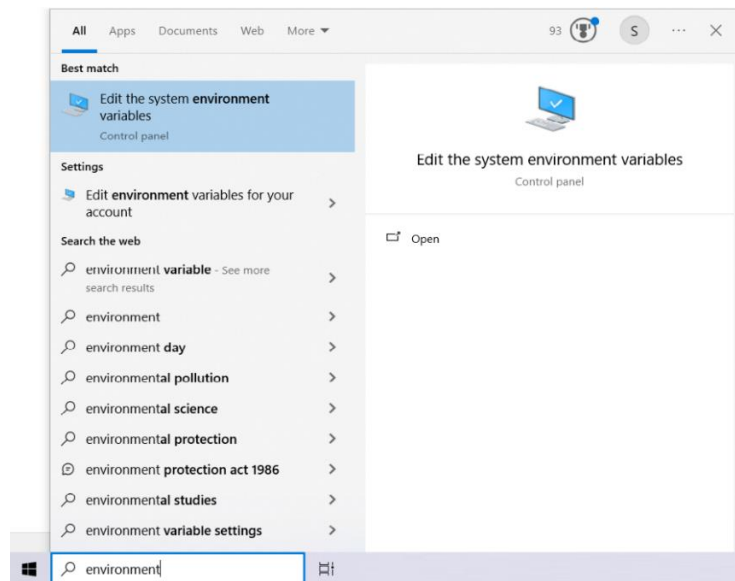 All Apps Documents Web More
93 S ...
Best match
Edit the system environment
variables
Control panel
Edit the system environment variables
Control panel
Settings
Edit environment variables for your
account
Open
Search the web
environment variable - See more
search results
environment
environment day
environmental pollution
environmental science
environmental protection
environment protection act 1986
environmental studies
environment variable settings
environment